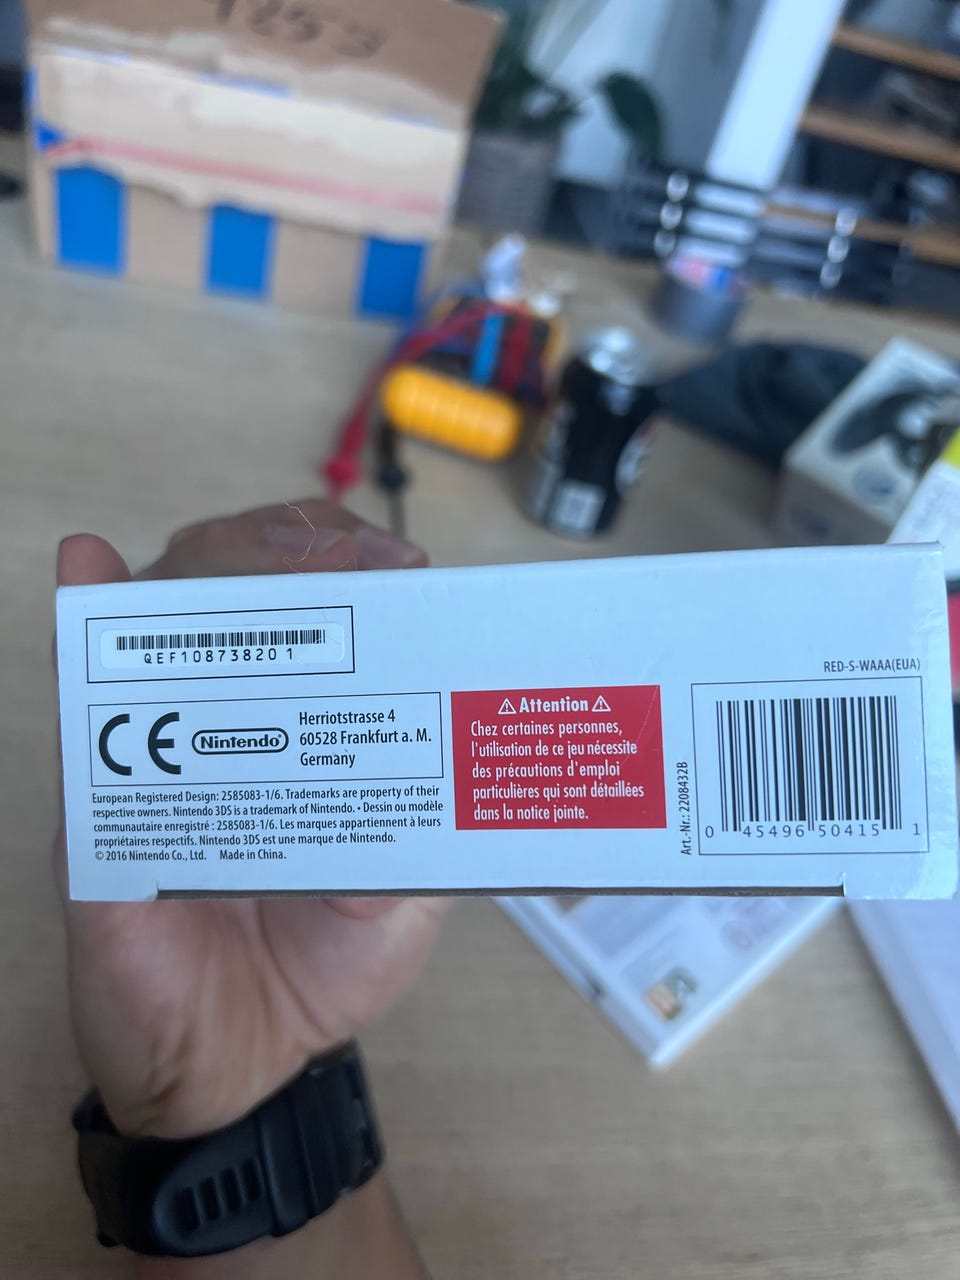 4253
QEF10873820 1
RED-S-WAAA(EUA)
CE Nintendo
Herriotstrasse 4
60528 Frankfurt a. M.
Germany
European Registered Design: 2585083-1/6. Trademarks are property of their
respective owners. Nintendo 3DS is a trademark of Nintendo. • Dessin ou modèle
communautaire enregistré : 2585083-1/6. Les marques appartiennent à leurs
propriétaires respectifs. Nintendo 3DS est une marque de Nintendo.
© 2016 Nintendo Co., Ltd. Made in China.
⚠ Attention ⚠
Chez certaines personnes,
l'utilisation de ce jeu nécessite
des précautions d'emploi
particulières qui sont détaillées
dans la notice jointe.
Art.-Nr.: 2208432B
0 45496 50415 1